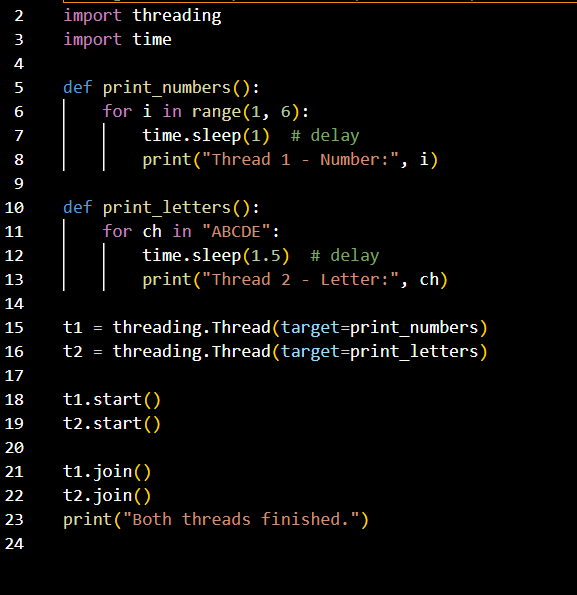 2 import threading
3 import time
4
5 def print_numbers():
6     for i in range(1, 6):
7         time.sleep(1)  # delay
8         print("Thread 1 - Number:", i)
9
10 def print_letters():
11     for ch in "ABCDE":
12         time.sleep(1.5)  # delay
13         print("Thread 2 - Letter:", ch)
14
15 t1 = threading.Thread(target=print_numbers)
16 t2 = threading.Thread(target=print_letters)
17
18 t1.start()
19 t2.start()
20
21 t1.join()
22 t2.join()
23 print("Both threads finished.")
24